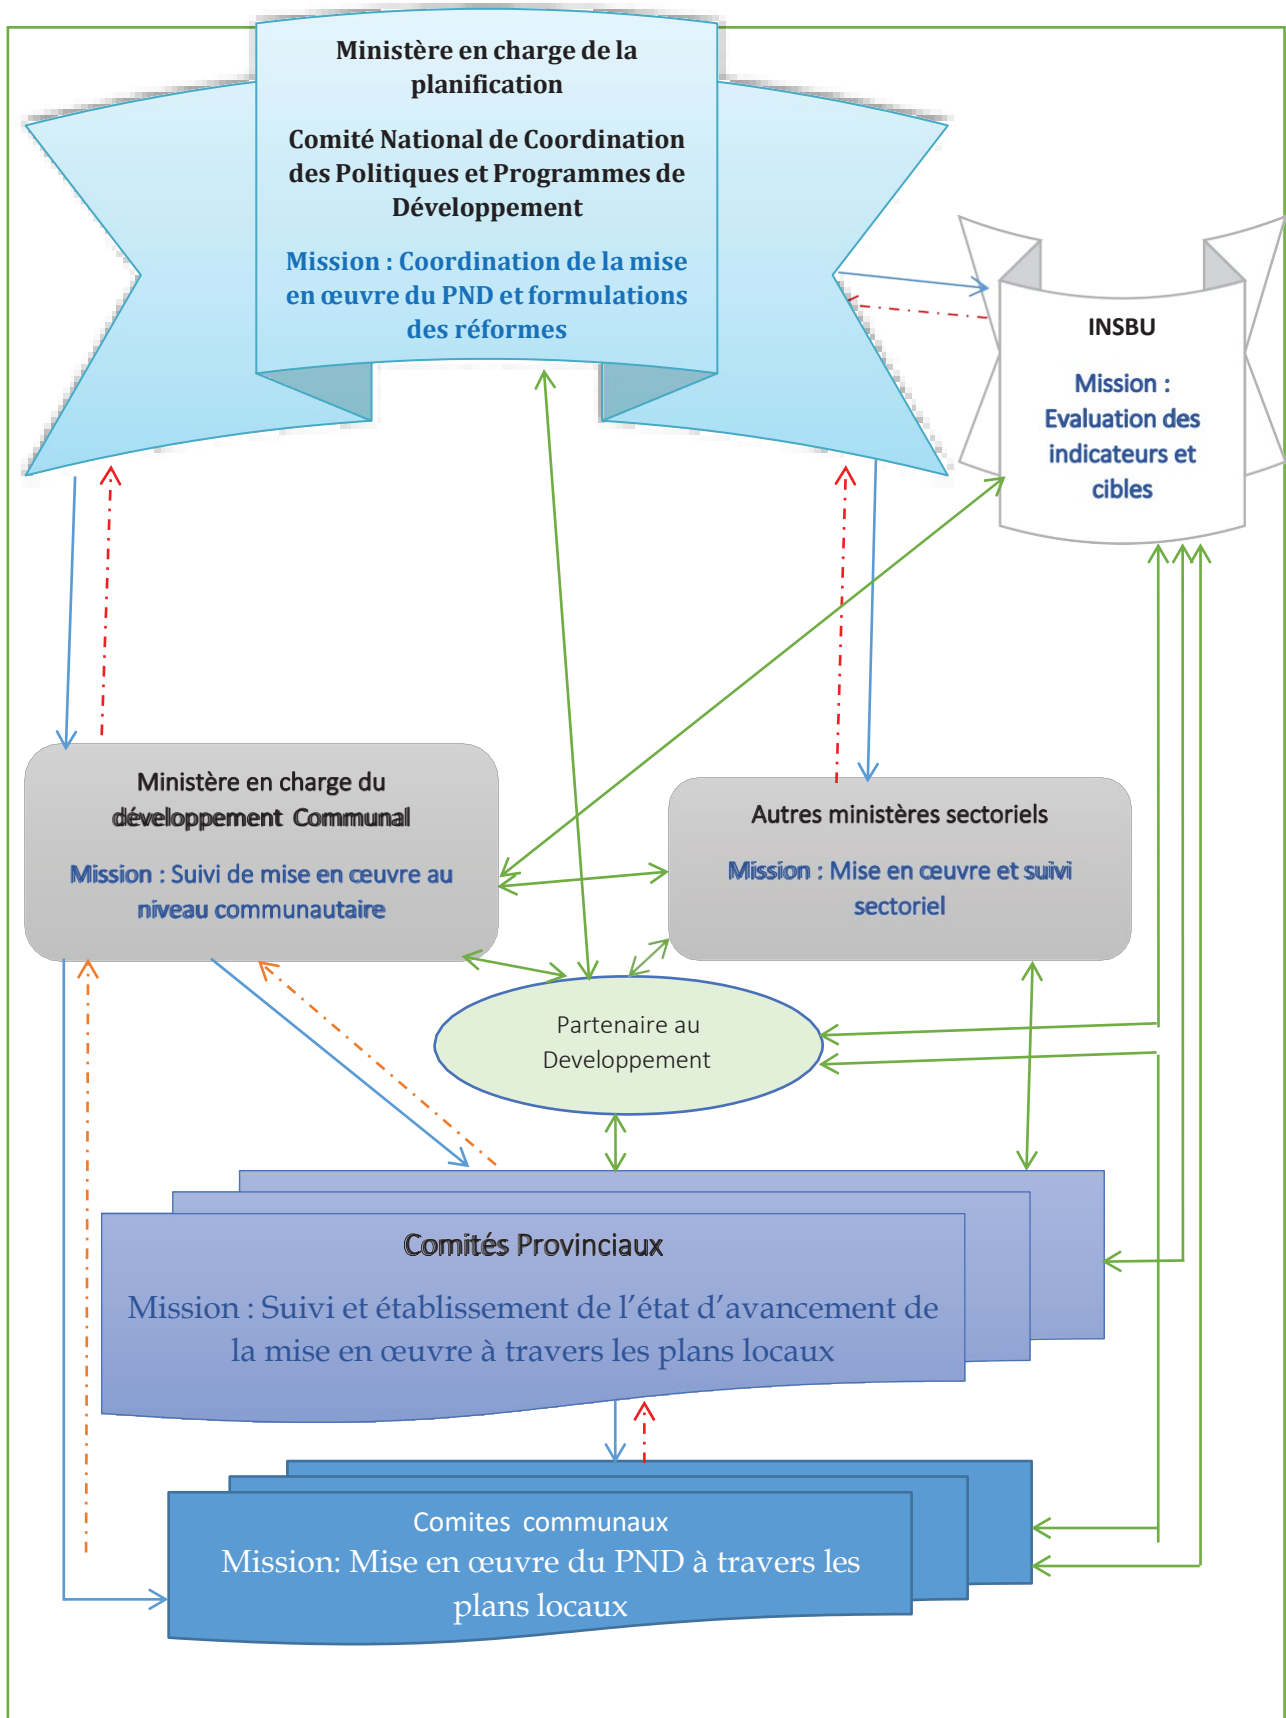 Ministère en charge de la
planification
Comité National de Coordination
des Politiques et Programmes de
Développement
Mission : Coordination de la mise
en œuvre du PND et formulations
des réformes
INSBU
Mission :
Evaluation des
indicateurs et
cibles
Ministère en charge du
développement Communal
Mission : Suivi de mise en œuvre au
niveau communautaire
Autres ministères sectoriels
Mission : Mise en œuvre et suivi
sectoriel
Partenaire au
Developpement
Comités Provinciaux
Mission : Suivi et établissement de l’état d’avancement de
la mise en œuvre à travers les plans locaux
Comites communaux
Mission: Mise en œuvre du PND à travers les
plans locaux